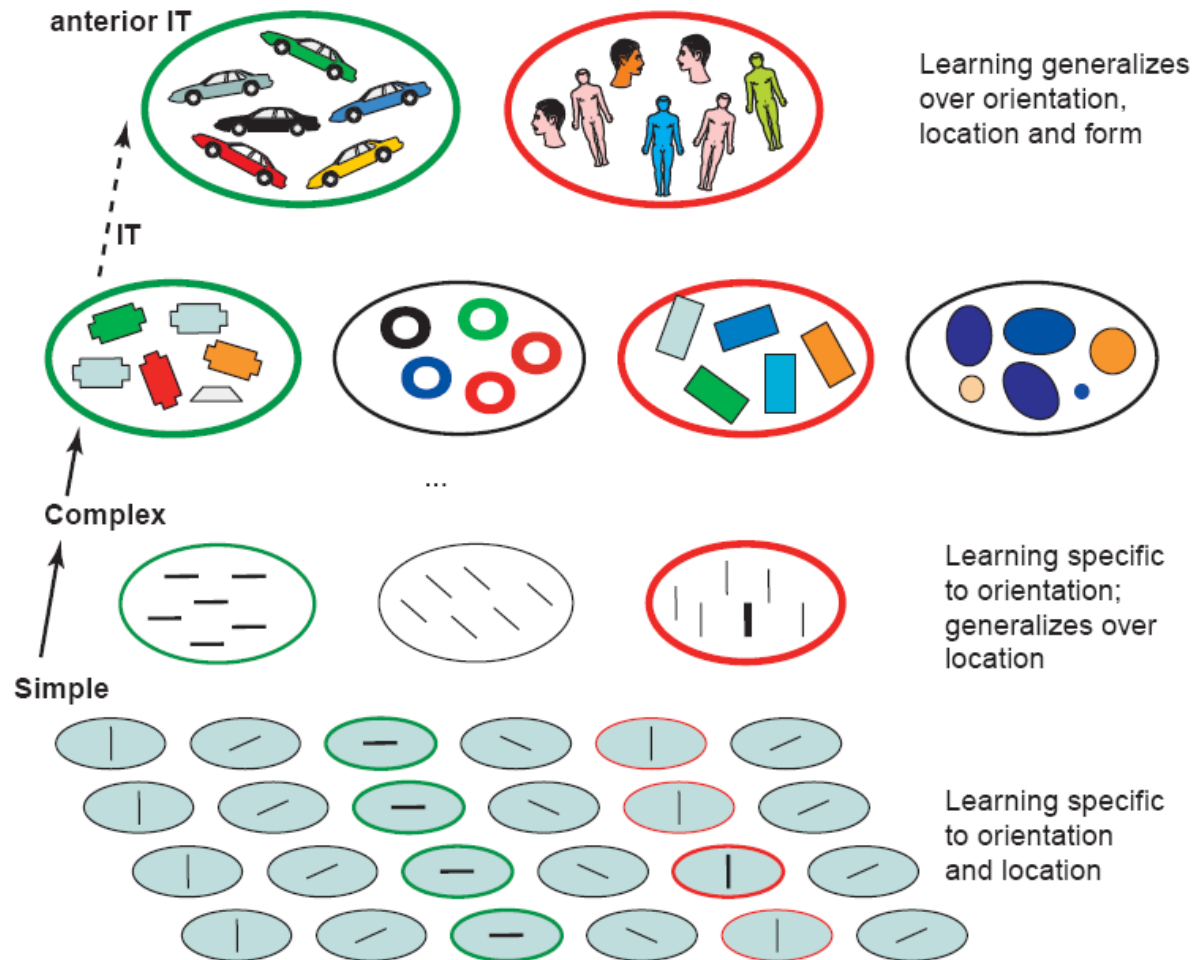 anterior IT
Learning generalizes
over orientation,
location and form
IT
...
Complex
Learning specific
to orientation;
generalizes over
location
Simple
Learning specific
to orientation
and location